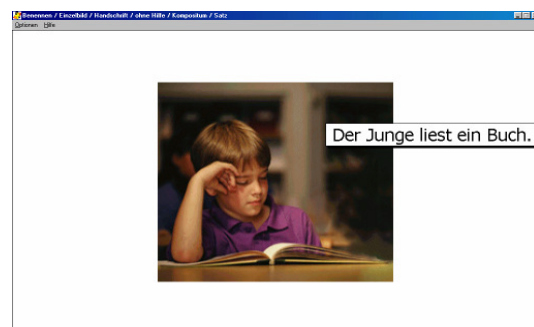 Benennen / Einzelbild / Handschrift / ohne Hilfe / Kompositum / Satz
Optionen Hilfe
Der Junge liest ein Buch.